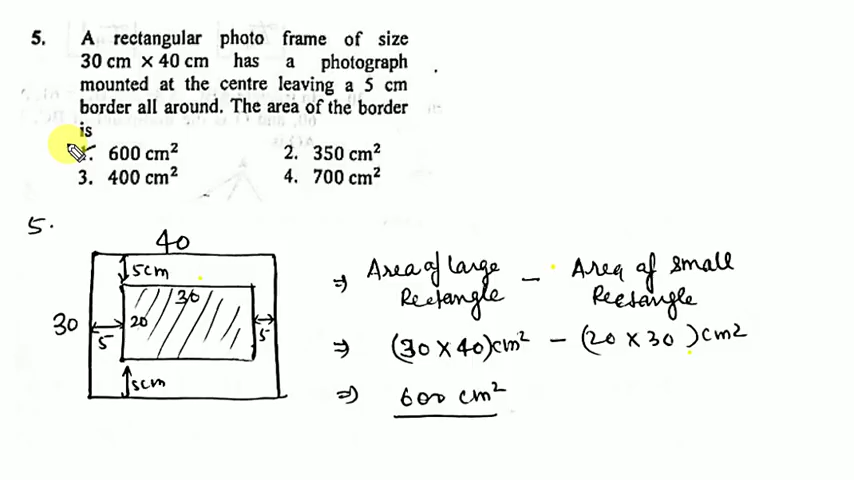 5. A rectangular photo frame of size
30 cm × 40 cm has a photograph
mounted at the centre leaving a 5 cm
border all around. The area of the border
is
1. 600 cm² 2. 350 cm²
3. 400 cm² 4. 700 cm²
5.
40
5cm
30
20
30
5
5
5cm
⇒ Area of large Rectangle − Area of small Rectangle
⇒ (30 × 40)cm² − (20 × 30)cm²
⇒ 600 cm²